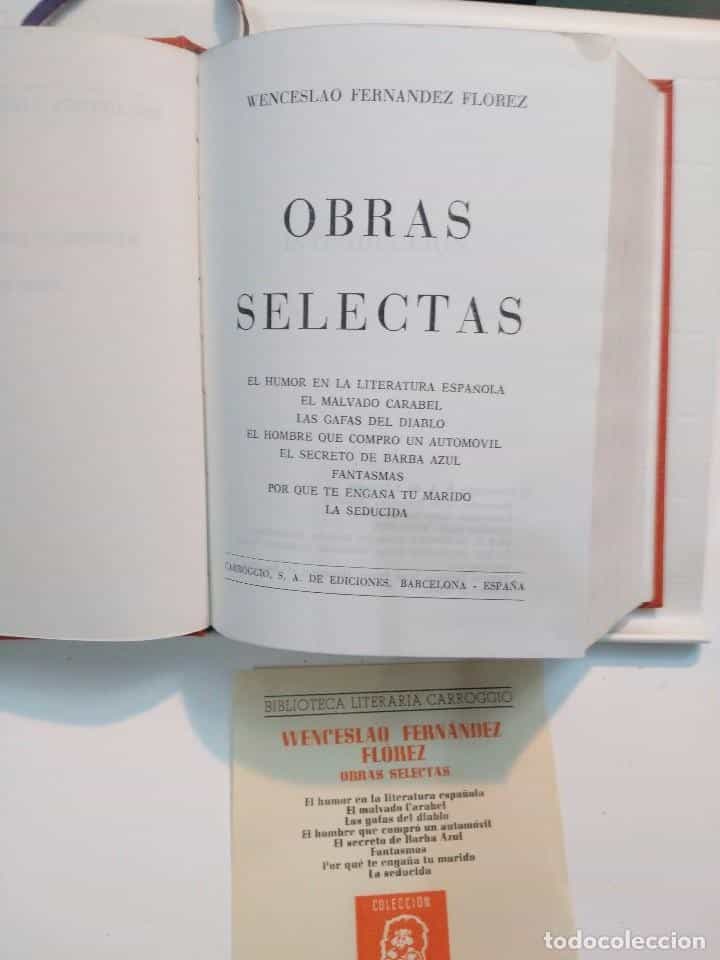 WENCESLAO FERNANDEZ FLOREZ
OBRAS
SELECTAS
EL HUMOR EN LA LITERATURA ESPAÑOLA
EL MALVADO CARABEL
LAS GAFAS DEL DIABLO
EL HOMBRE QUE COMPRO UN AUTOMOVIL
EL SECRETO DE BARBA AZUL
FANTASMAS
POR QUE TE ENGAÑA TU MARIDO
LA SEDUCIDA
CARROGGIO, S. A. DE EDICIONES. BARCELONA - ESPAÑA
BIBLIOTECA LITERARIA CARROGGIO
WENCESLAO FERNÁNDEZ
FLÓREZ
OBRAS SELECTAS
El humor en la literatura española
El malvado Carabel
Las gafas del diablo
El hombre que compró un automóvil
El secreto de Barba Azul
Fantasmas
Por qué te engaña tu marido
La seducida
COLECCION
todocoleccion